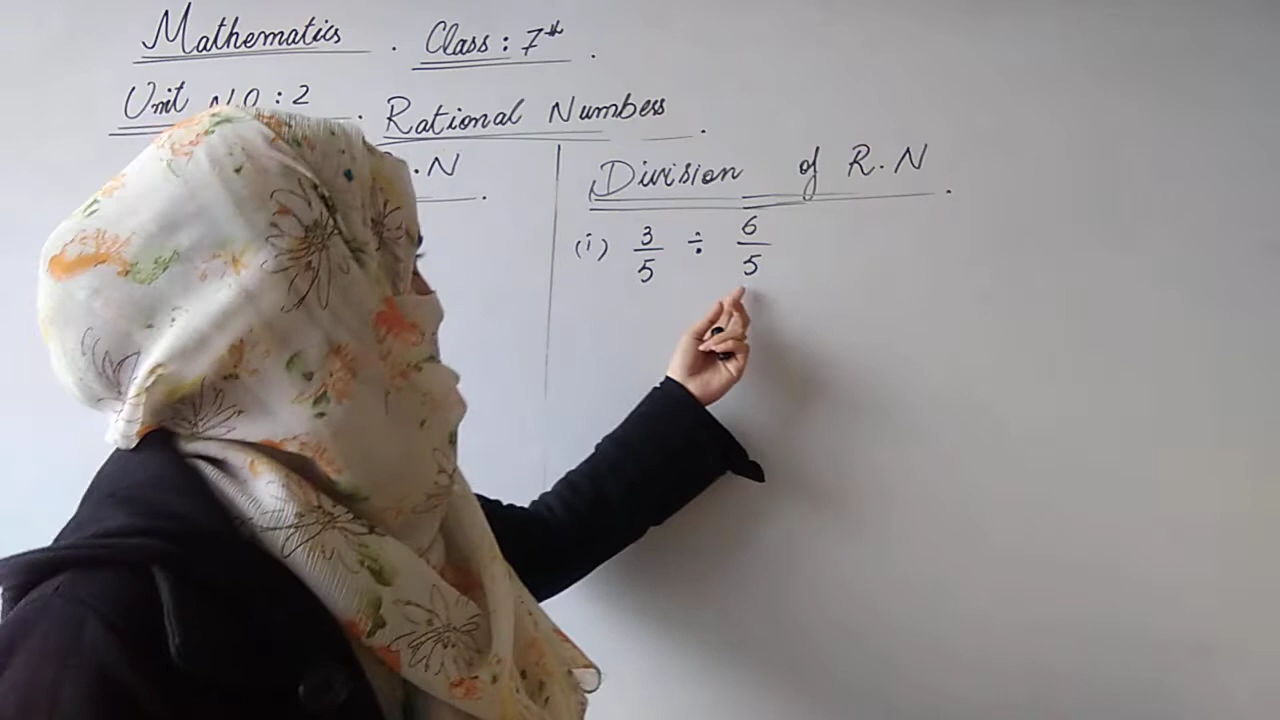 Mathematics . Class : 7th .
Unit NO : 2 . Rational Numbers .
.N .
Division of R.N .
(i) 3/5 ÷ 6/5